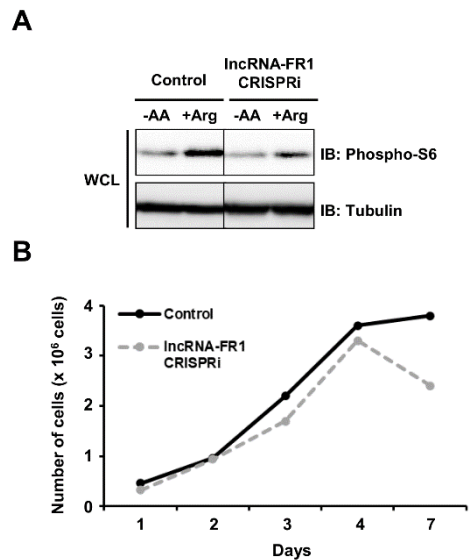 A
Control
lncRNA-FR1
CRISPRi
-AA +Arg -AA +Arg
WCL
IB: Phospho-S6
IB: Tubulin
B
Number of cells (x 10⁶ cells)
4
3
2
1
0
Control
lncRNA-FR1
CRISPRi
1 2 3 4 7
Days